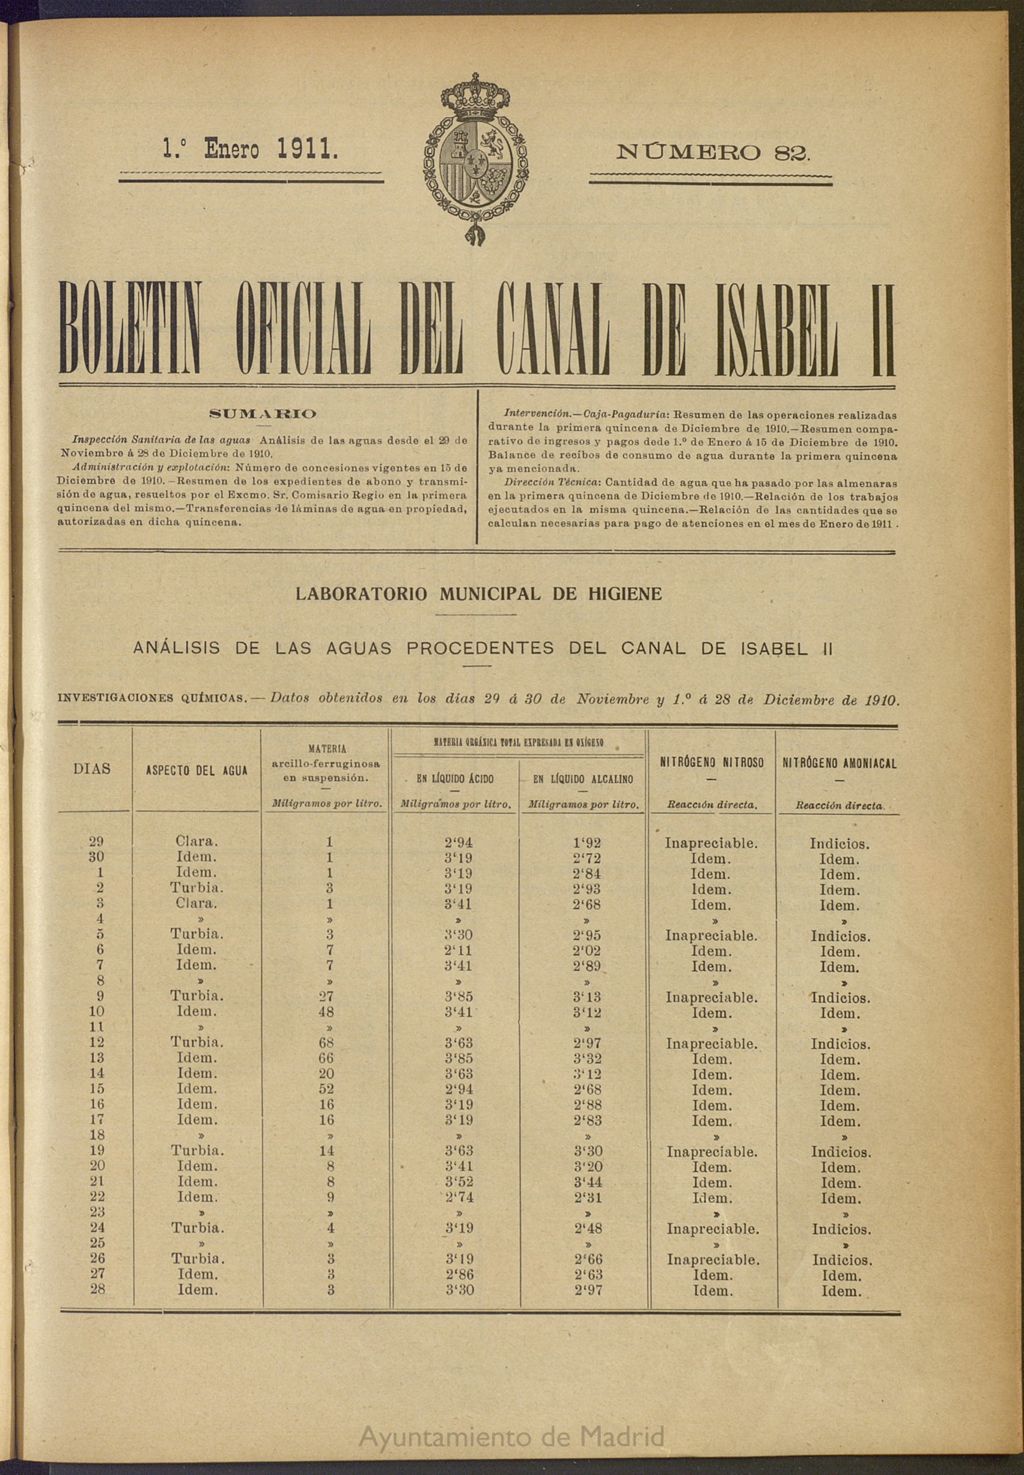 1.º Enero 1911.
NÚMERO 82.
BOLETIN OFICIAL DEL CANAL DE ISABEL II
SUMARIO
Inspección Sanitaria de las aguas Análisis de las aguas desde el 29 de
Noviembre á 28 de Diciembre de 1910.
Administración y explotación: Número de concesiones vigentes en 15 de
Diciembre de 1910.—Resumen de los expedientes de abono y transmi-
sión de agua, resueltos por el Excmo. Sr. Comisario Regio en la primera
quincena del mismo.—Transferencias de láminas de agua en propiedad,
autorizadas en dicha quincena.
Intervención.—Caja-Pagaduría: Resumen de las operaciones realizadas
durante la primera quincena de Diciembre de 1910.—Resumen compa-
rativo de ingresos y pagos dede 1.º de Enero á 15 de Diciembre de 1910.
Balance de recibos de consumo de agua durante la primera quincena
ya mencionada.
Dirección Técnica: Cantidad de agua que ha pasado por las almenaras
en la primera quincena de Diciembre de 1910.—Relación de los trabajos
ejecutados en la misma quincena.—Relación de las cantidades que se
calculan necesarias para pago de atenciones en el mes de Enero de 1911.
LABORATORIO MUNICIPAL DE HIGIENE
ANÁLISIS DE LAS AGUAS PROCEDENTES DEL CANAL DE ISABEL II
INVESTIGACIONES QUÍMICAS.—Datos obtenidos en los días 29 á 30 de Noviembre y 1.º á 28 de Diciembre de 1910.
DIAS
ASPECTO DEL AGUA
MATERIA
arcillo-ferruginosa
en suspensión.
Miligramos por litro.
MATERIA ORGÁNICA TOTAL EXPRESADA EN OXÍGENO
EN LÍQUIDO ÁCIDO
Miligramos por litro.
EN LÍQUIDO ALCALINO
Miligramos por litro.
NITRÓGENO NITROSO
Reacción directa.
NITRÓGENO AMONIACAL
Reacción directa.
29 Clara. 1 2‘94 1‘92 Inapreciable. Indicios.
30 Idem. 1 3‘19 2‘72 Idem. Idem.
1 Idem. 1 3‘19 2‘84 Idem. Idem.
2 Turbia. 3 3‘19 2‘93 Idem. Idem.
3 Clara. 1 3‘41 2‘68 Idem. Idem.
4 » » » » » »
5 Turbia. 3 3‘30 2‘95 Inapreciable. Indicios.
6 Idem. 7 2‘11 2‘02 Idem. Idem.
7 Idem. 7 3‘41 2‘89 Idem. Idem.
8 » » » » » »
9 Turbia. 27 3‘85 3‘13 Inapreciable. Indicios.
10 Idem. 48 3‘41 3‘12 Idem. Idem.
11 » » » » » »
12 Turbia. 68 3‘63 2‘97 Inapreciable. Indicios.
13 Idem. 66 3‘85 3‘32 Idem. Idem.
14 Idem. 20 3‘63 3‘12 Idem. Idem.
15 Idem. 52 2‘94 2‘68 Idem. Idem.
16 Idem. 16 3‘19 2‘88 Idem. Idem.
17 Idem. 16 3‘19 2‘83 Idem. Idem.
18 » » » » » »
19 Turbia. 14 3‘63 3‘30 Inapreciable. Indicios.
20 Idem. 8 3‘41 3‘20 Idem. Idem.
21 Idem. 8 3‘52 3‘44 Idem. Idem.
22 Idem. 9 2‘74 2‘31 Idem. Idem.
23 » » » » » »
24 Turbia. 4 3‘19 2‘48 Inapreciable. Indicios.
25 » » » » » »
26 Turbia. 3 3‘19 2‘66 Inapreciable. Indicios.
27 Idem. 3 2‘86 2‘63 Idem. Idem.
28 Idem. 3 3‘30 2‘97 Idem. Idem.
Ayuntamiento de Madrid